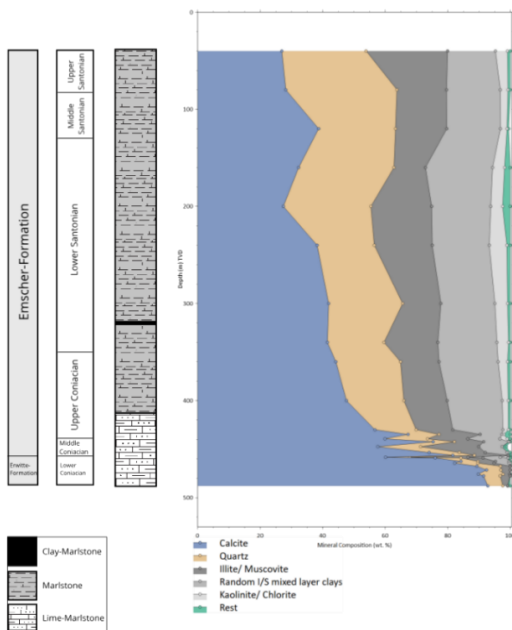 Emscher-Formation
Erwitte-
Formation
Upper
Santonian
Middle
Santonian
Lower Santonian
Upper Coniacian
Middle
Coniacian
Lower
Coniacian
Depth (m) TVD
0
100
200
300
400
500
0
20
40
60
80
100
Mineral Composition (wt. %)
Clay-Marlstone
Marlstone
Lime-Marlstone
Calcite
Quartz
Illite/ Muscovite
Random I/S mixed layer clays
Kaolinite/ Chlorite
Rest